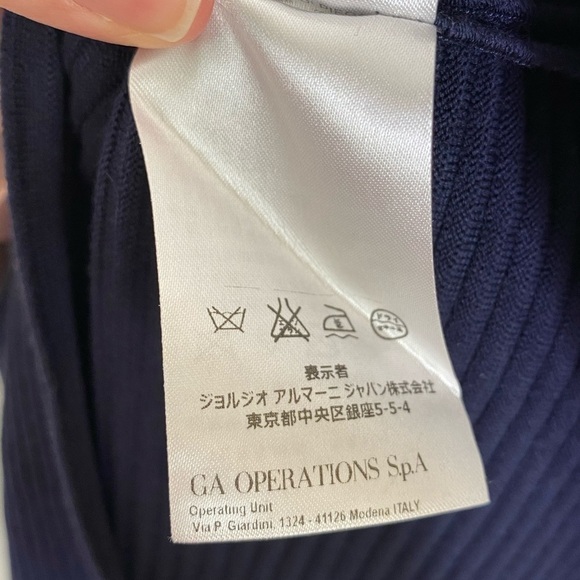 表示者
ジョルジオ アルマーニ ジャパン株式会社
東京都中央区銀座5-5-4
GA OPERATIONS S.p.A
Operating Unit
Via P. Giardini, 1324 - 41126 Modena ITALY